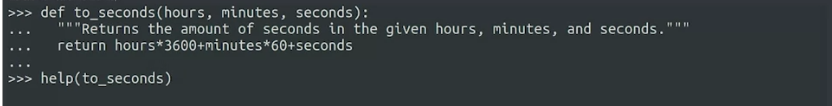 >>> def to_seconds(hours, minutes, seconds):
...   """Returns the amount of seconds in the given hours, minutes, and seconds."""
...   return hours*3600+minutes*60+seconds
...
>>> help(to_seconds)